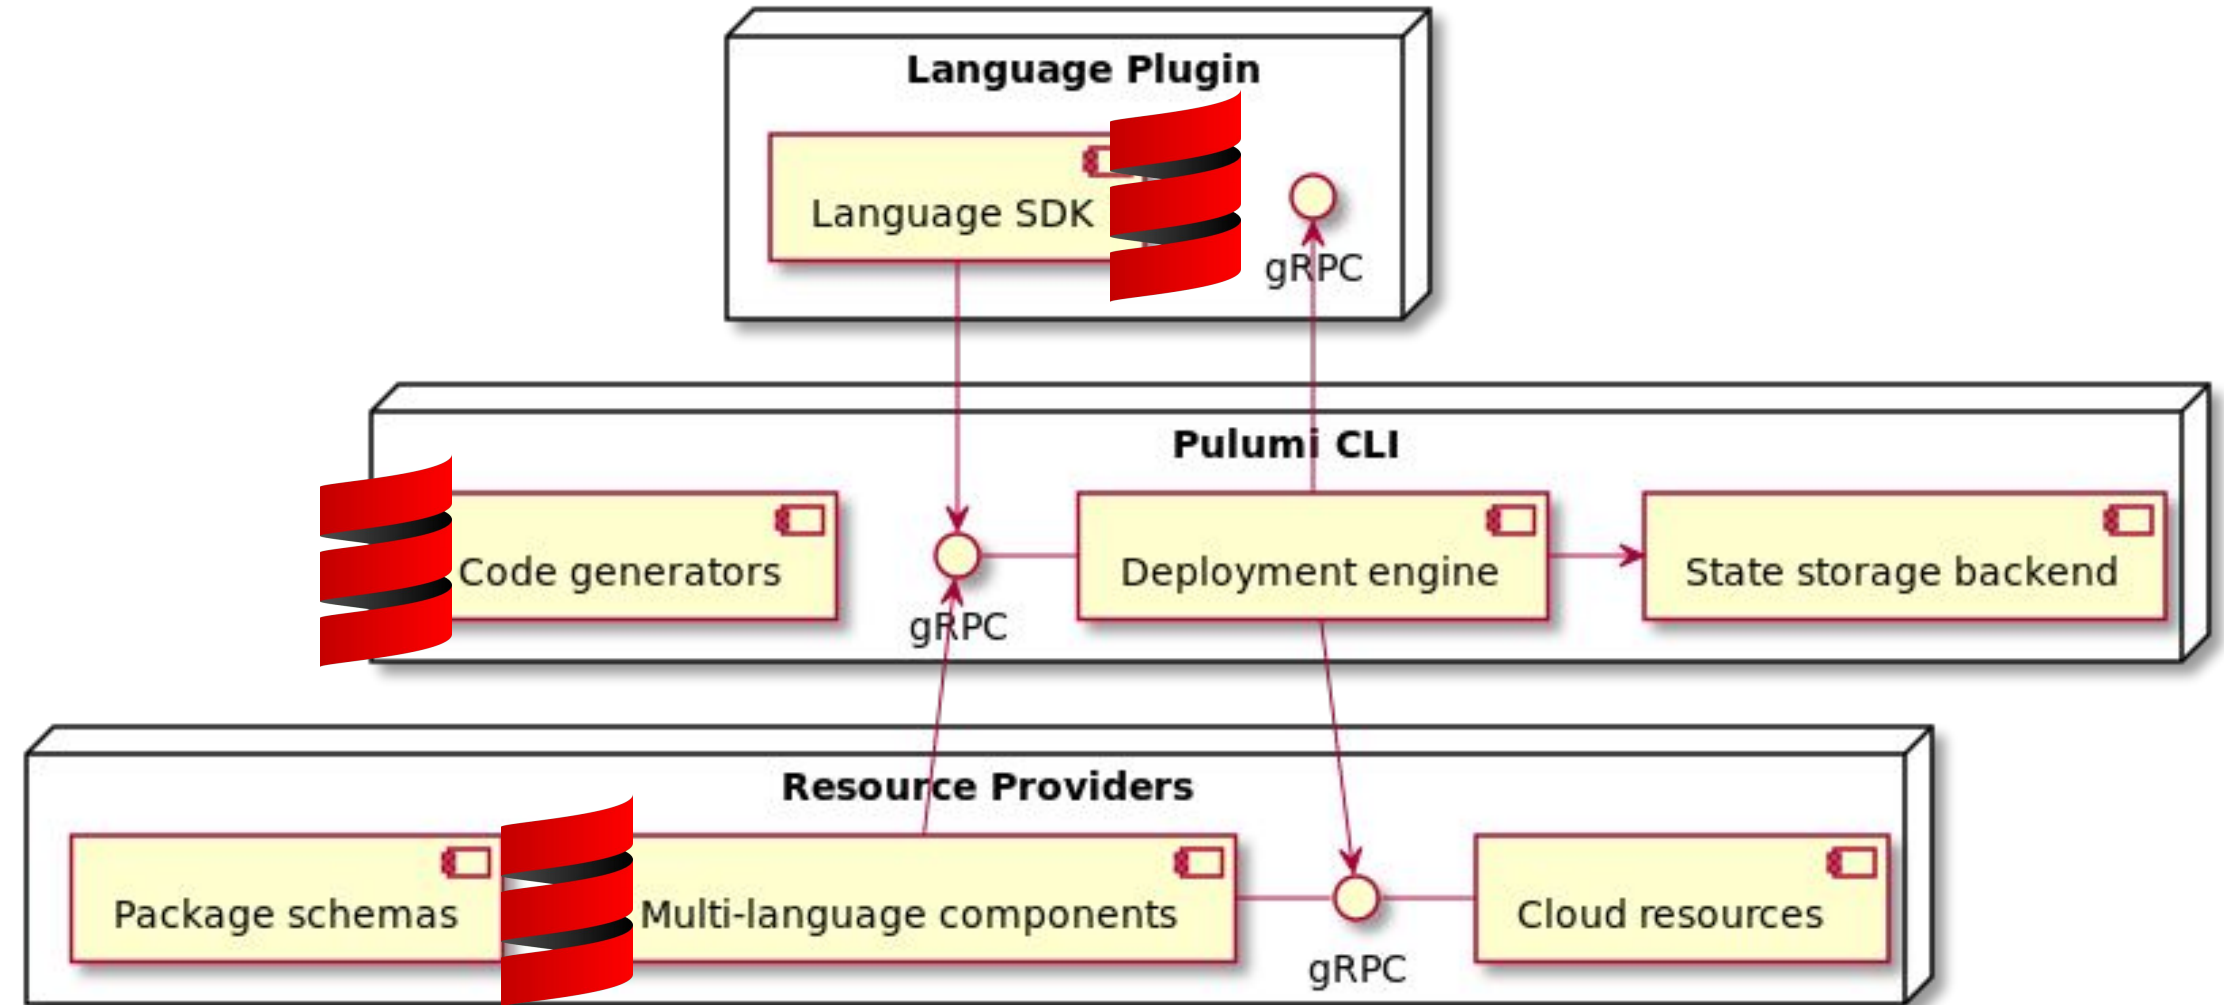 Language Plugin
Language SDK
gRPC
Pulumi CLI
Code generators
gRPC
Deployment engine
State storage backend
Resource Providers
Package schemas
Multi-language components
gRPC
Cloud resources